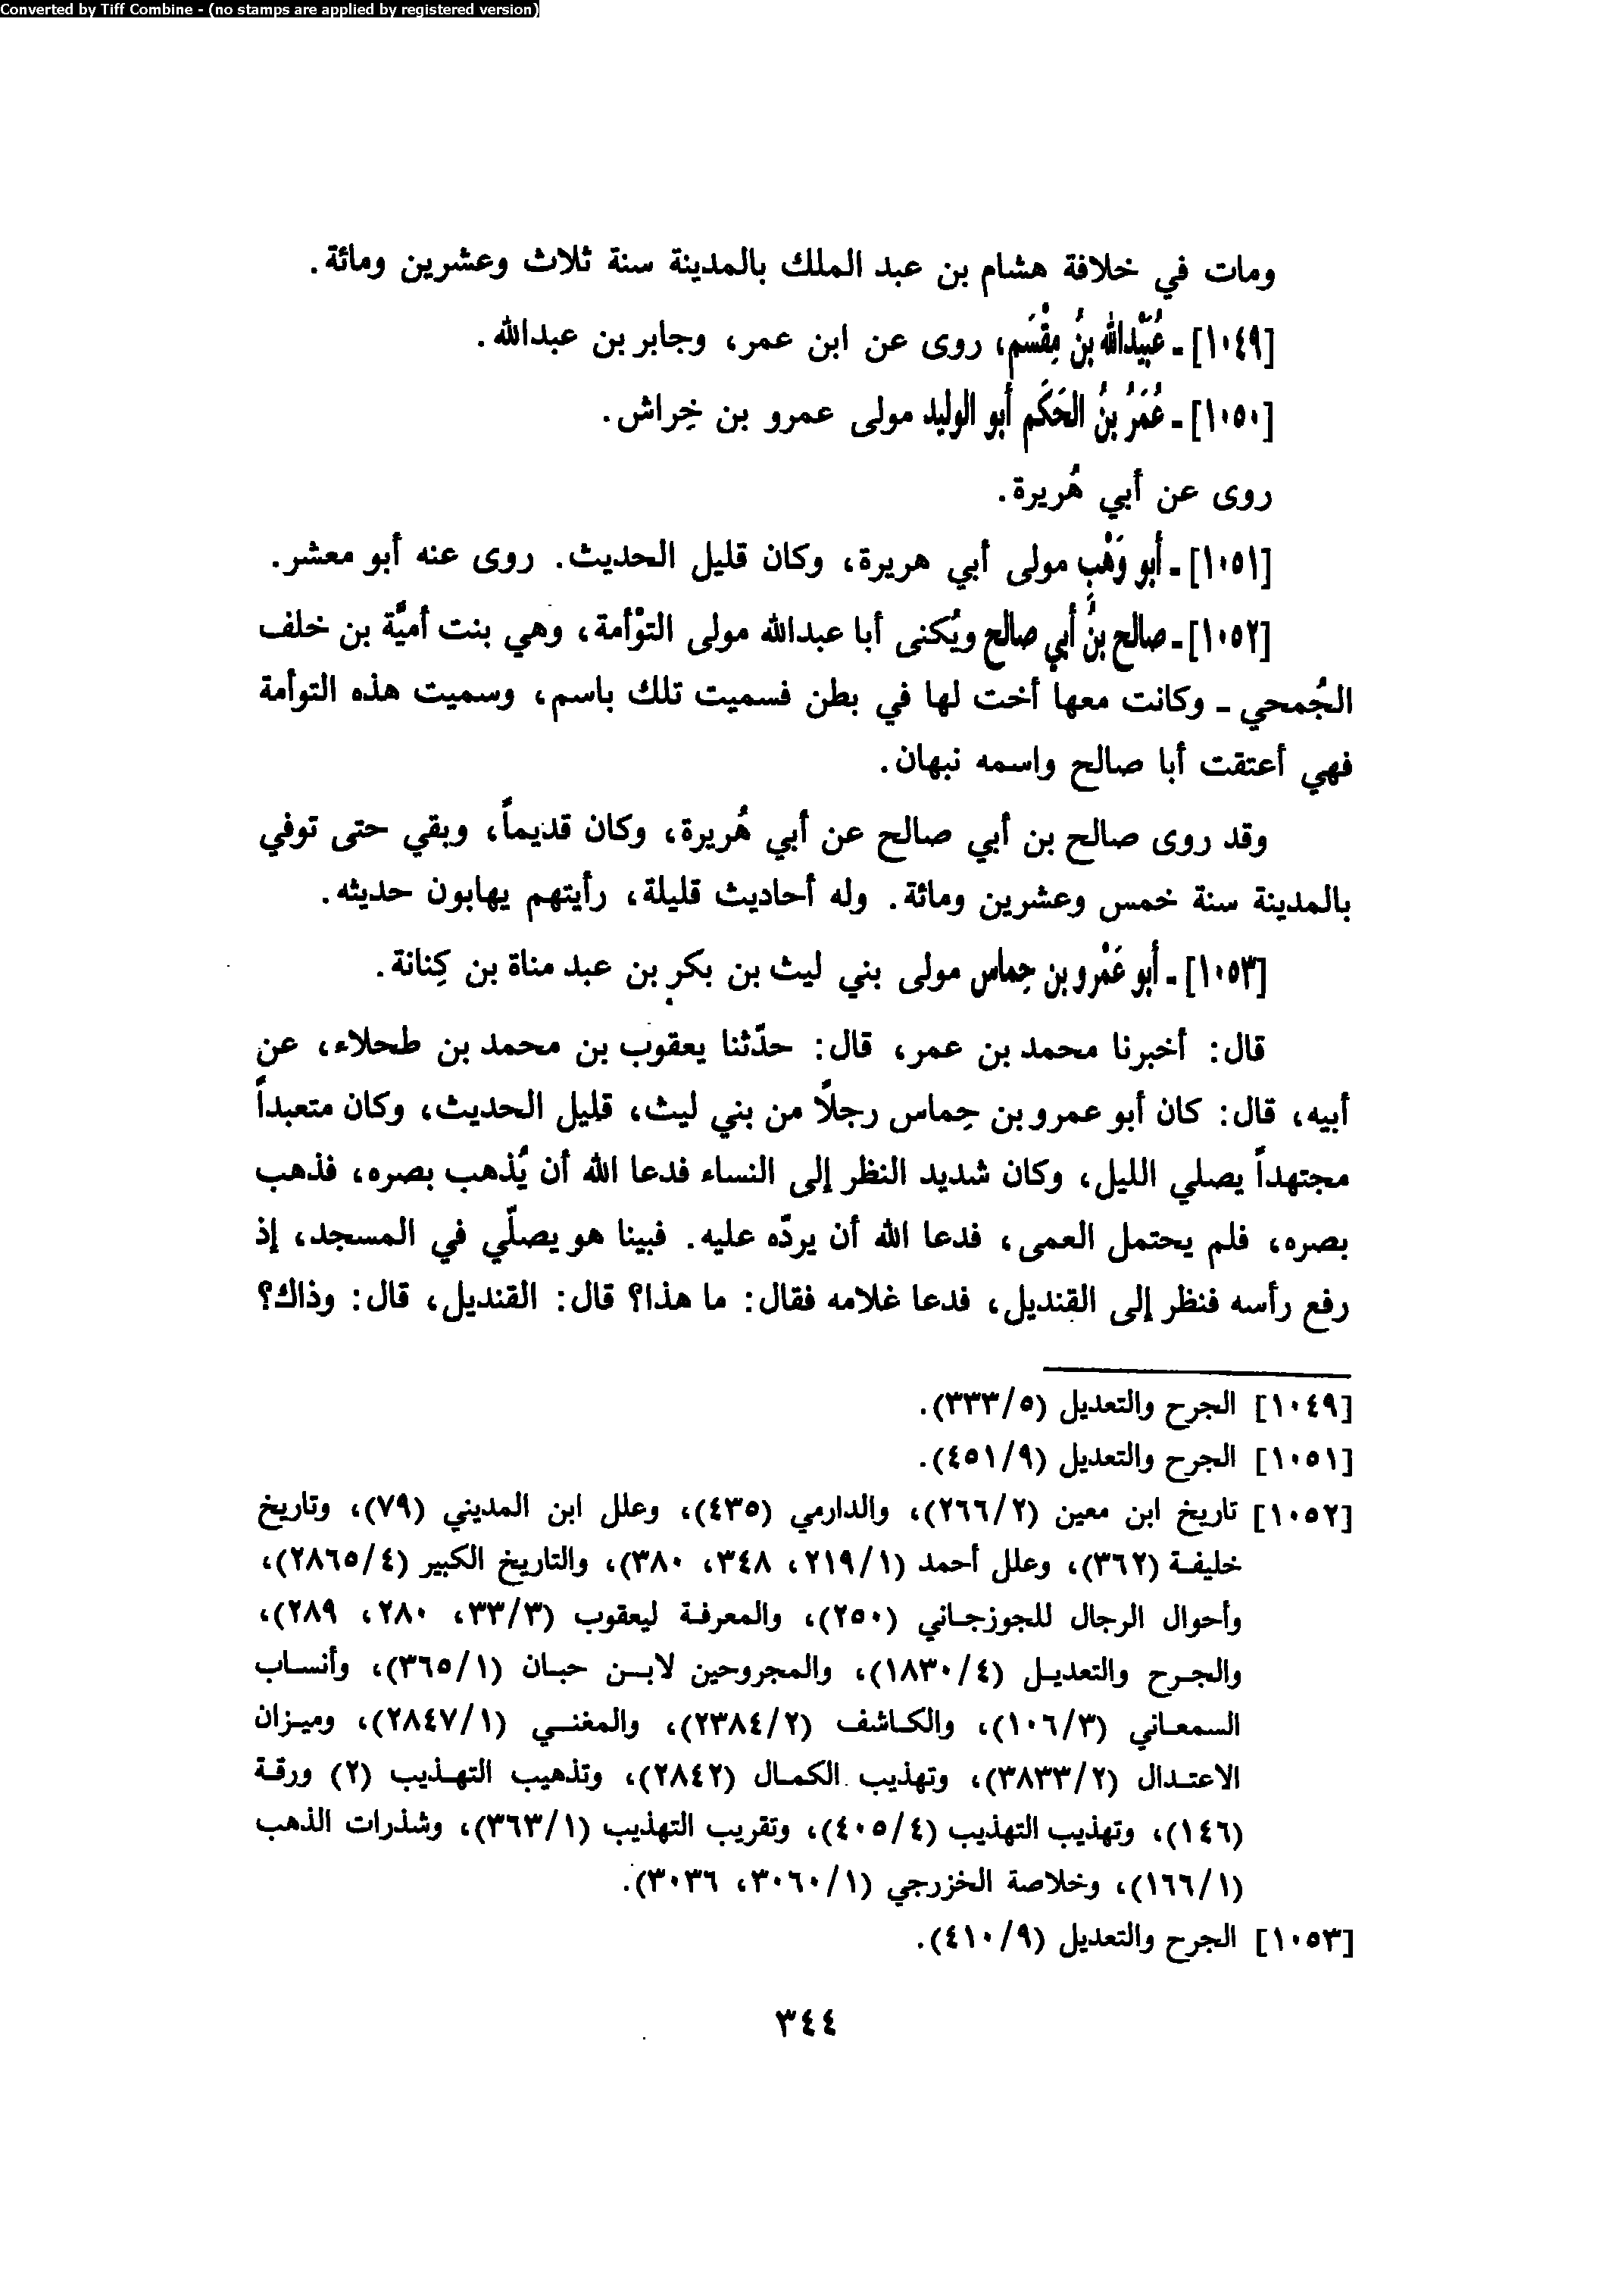 Converted by Tiff Combine - (no stamps are applied by registered version)
ومات في خلافة هشام بن عبد الملك بالمدينة سنة ثلاث وعشرين ومائة.
[١٠٤٩] - عُبَيْدالله بنُ مِقْسَم، روى عن ابن عمر، وجابر بن عبدالله.
[١٠٥٠] - عُمَرُ بنُ الحَكَم أبو الوليد مولى عمرو بن خِراش.
روى عن أبي هُريرة.
[١٠٥١] - أبو وَهْبٍ مولى أبي هريرة، وكان قليل الحديث. روى عنه أبو معشر.
[١٠٥٢] - صالح بنُ أبي صالح ويُكنى أبا عبدالله مولى التوْأمة، وهي بنت أميَّة بن خلف
الجُمحي - وكانت معها أخت لها في بطن فسميت تلك باسم، وسميت هذه التوأمة
فهي أعتقت أبا صالح واسمه نبهان.
وقد روى صالح بن أبي صالح عن أبي هُريرة، وكان قديماً، وبقي حتى توفي
بالمدينة سنة خمس وعشرين ومائة. وله أحاديث قليلة، رأيتهم يهابون حديثه.
[١٠٥٣] - أبو عَمْرو بن حِماس مولى بني ليث بن بكر بن عبد مناة بن كِنانة.
قال: أخبرنا محمد بن عمر، قال: حدّثنا يعقوب بن محمد بن طحلاء، عن
أبيه، قال: كان أبو عمرو بن حِماس رجلاً من بني ليث، قليل الحديث، وكان متعبداً
مجتهداً يصلي الليل، وكان شديد النظر إلى النساء فدعا الله أن يُذهب بصره، فذهب
بصره، فلم يحتمل العمى، فدعا الله أن يردّه عليه. فبينا هو يصلّي في المسجد، إذ
رفع رأسه فنظر إلى القنديل، فدعا غلامه فقال: ما هذا؟ قال: القنديل، قال: وذاك؟
[١٠٤٩] الجرح والتعديل (٣٣٣/٥).
[١٠٥١] الجرح والتعديل (٤٥١/٩).
[١٠٥٢] تاريخ ابن معين (٢٦٦/٢)، والدارمي (٤٣٥)، وعلل ابن المديني (٧٩)، وتاريخ
خليفة (٣٦٢)، وعلل أحمد (٢١٩/١، ٣٤٨، ٣٨٠)، والتاريخ الكبير (٢٨٦٥/٤)،
وأحوال الرجال للجوزجاني (٢٥٠)، والمعرفة ليعقوب (٣٣/٣، ٢٨٠، ٢٨٩)،
والجرح والتعديل (١٨٣٠/٤)، والمجروحين لابن حبان (٣٦٥/١)، وأنساب
السمعاني (١٠٦/٣)، والكاشف (٢٣٨٤/٢)، والمغني (٢٨٤٧/١)، وميزان
الاعتدال (٣٨٣٣/٢)، وتهذيب الكمال (٢٨٤٢)، وتذهيب التهذيب (٢) ورقة
(١٤٦)، وتهذيب التهذيب (٤٠٥/٤)، وتقريب التهذيب (٣٦٣/١)، وشذرات الذهب
(١٦٦/١)، وخلاصة الخزرجي (٣٠٦٠/١، ٣٠٣٦).
[١٠٥٣] الجرح والتعديل (٤١٠/٩).
٣٤٤